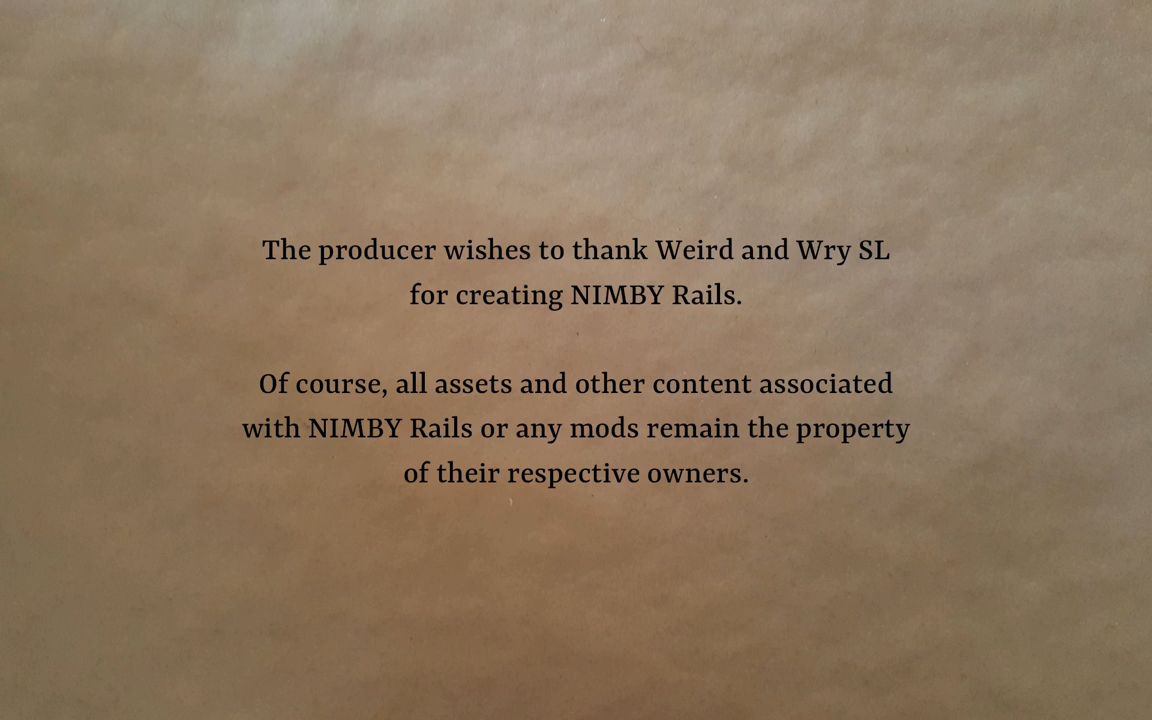 The producer wishes to thank Weird and Wry SL
for creating NIMBY Rails.
Of course, all assets and other content associated
with NIMBY Rails or any mods remain the property
of their respective owners.